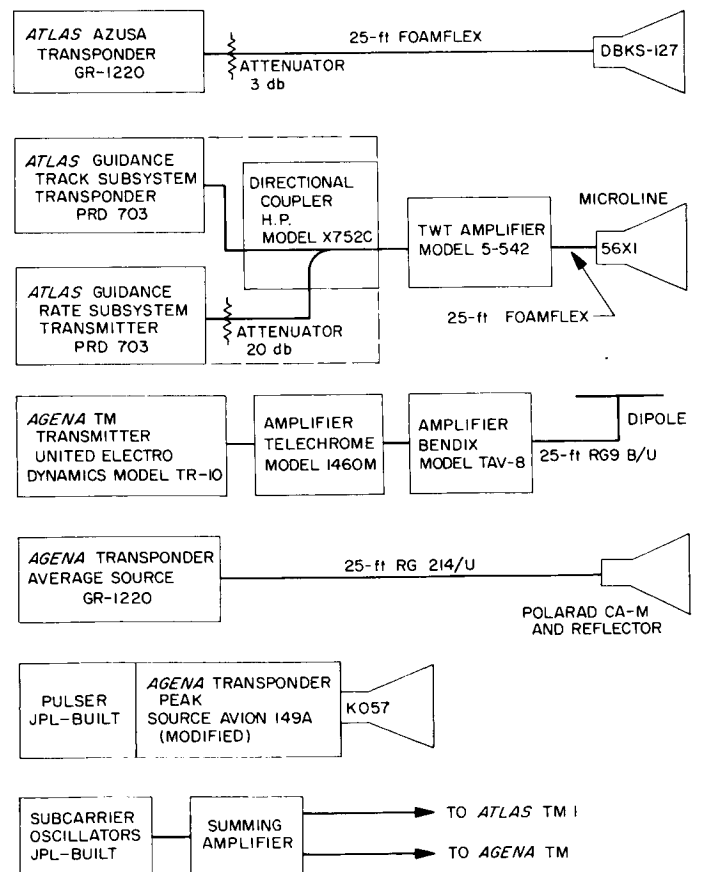 ATLAS AZUSA
TRANSPONDER
GR-1220
25-ft FOAMFLEX
ATTENUATOR
3 db
DBKS-127
ATLAS GUIDANCE
TRACK SUBSYSTEM
TRANSPONDER
PRD 703
DIRECTIONAL
COUPLER
H.P.
MODEL X752C
TWT AMPLIFIER
MODEL 5-542
MICROLINE
56X1
25-ft FOAMFLEX
ATLAS GUIDANCE
RATE SUBSYSTEM
TRANSMITTER
PRD 703
ATTENUATOR
20 db
AGENA TM
TRANSMITTER
UNITED ELECTRO
DYNAMICS MODEL TR-10
AMPLIFIER
TELECHROME
MODEL 1460M
AMPLIFIER
BENDIX
MODEL TAV-8
DIPOLE
25-ft RG9 B/U
AGENA TRANSPONDER
AVERAGE SOURCE
GR-1220
25-ft RG 214/U
POLARAD CA-M
AND REFLECTOR
PULSER
JPL-BUILT
AGENA TRANSPONDER
PEAK
SOURCE AVION 149A
(MODIFIED)
KO57
SUBCARRIER
OSCILLATORS
JPL-BUILT
SUMMING
AMPLIFIER
TO ATLAS TM 1
TO AGENA TM